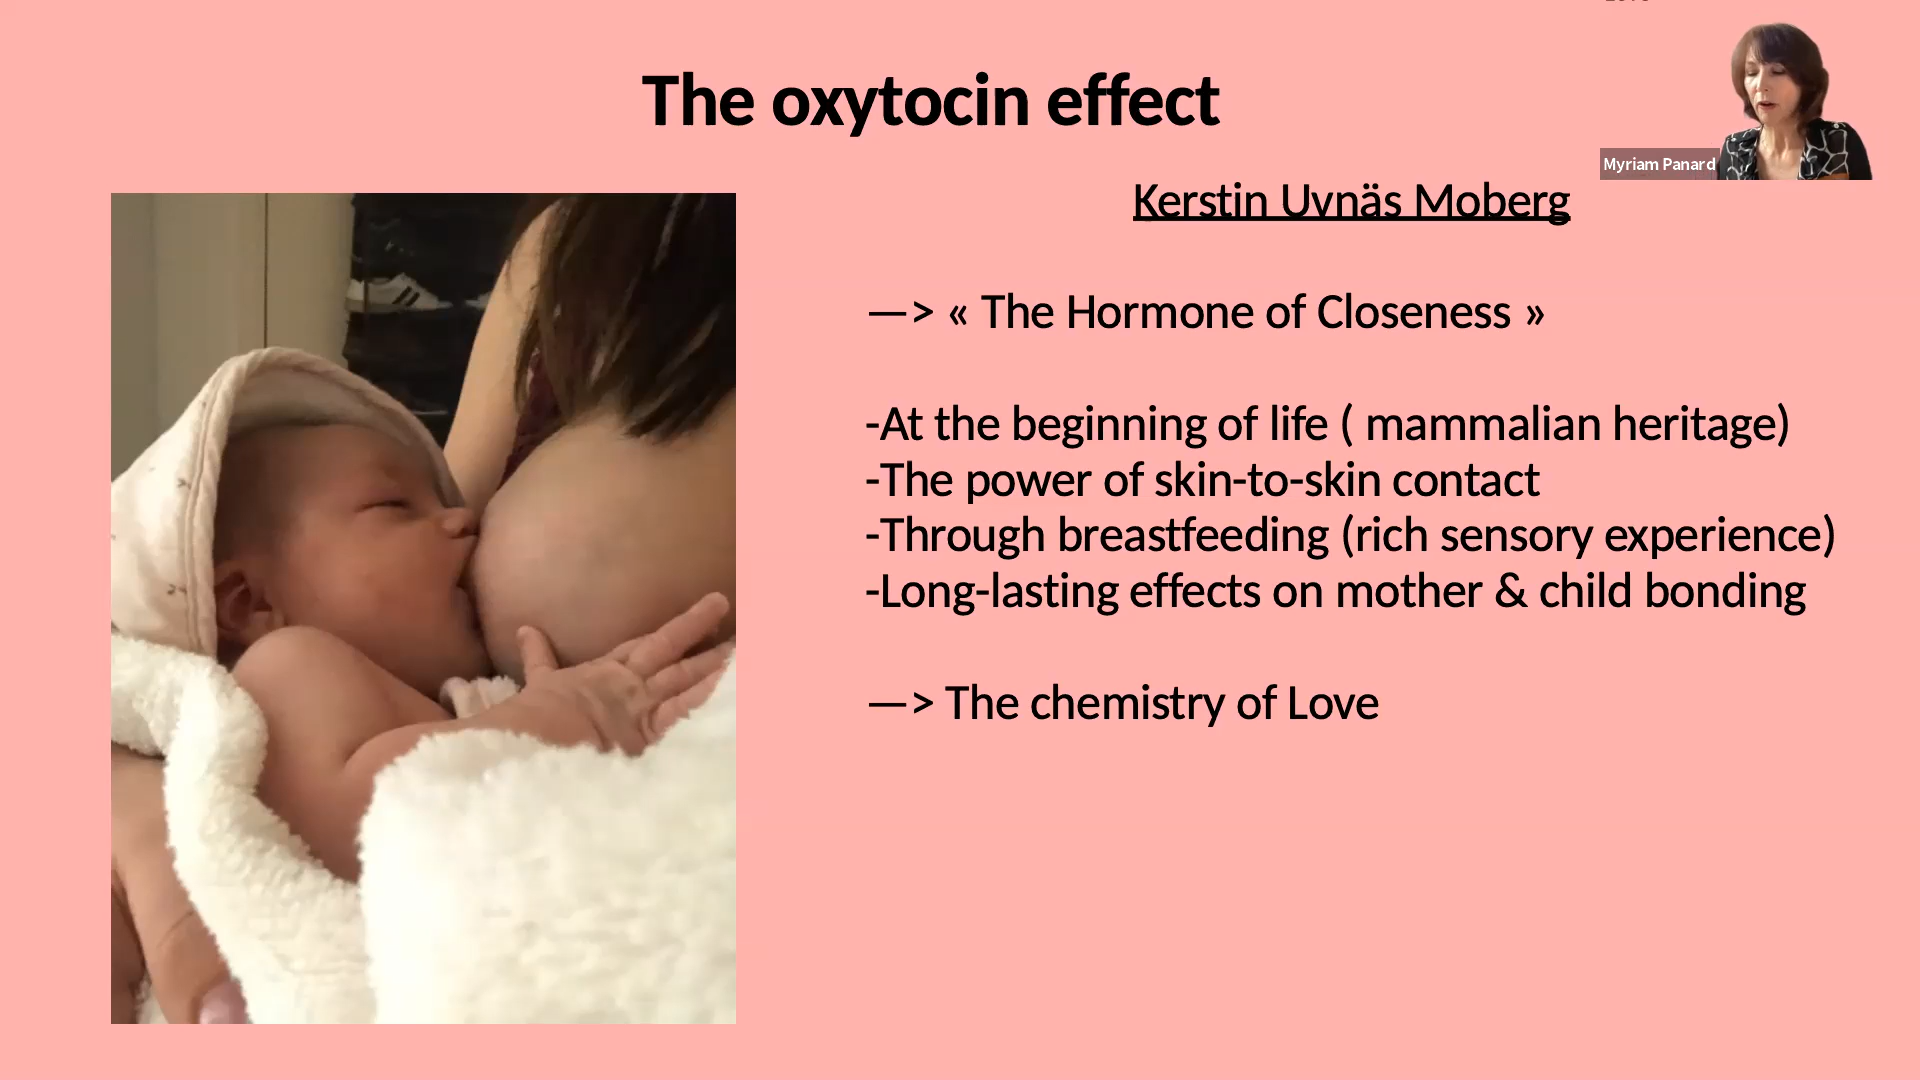 The oxytocin effect
Myriam Panard
Kerstin Uvnäs Moberg
—> « The Hormone of Closeness »
-At the beginning of life ( mammalian heritage)
-The power of skin-to-skin contact
-Through breastfeeding (rich sensory experience)
-Long-lasting effects on mother & child bonding
—> The chemistry of Love